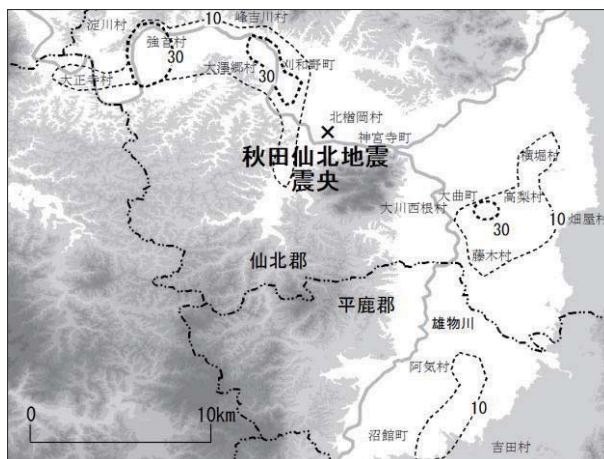 淀川村
峰吉川村
10
強首村
30
大正寺村
大澤郷村
30
刈和野町
北楢岡村
神宮寺町
秋田仙北地震
震央
横堀村
大曲町
高梨村
大川西根村
30
10
畑屋村
藤木村
仙北郡
平鹿郡
雄物川
阿気村
0
10km
10
沼館町
吉田村